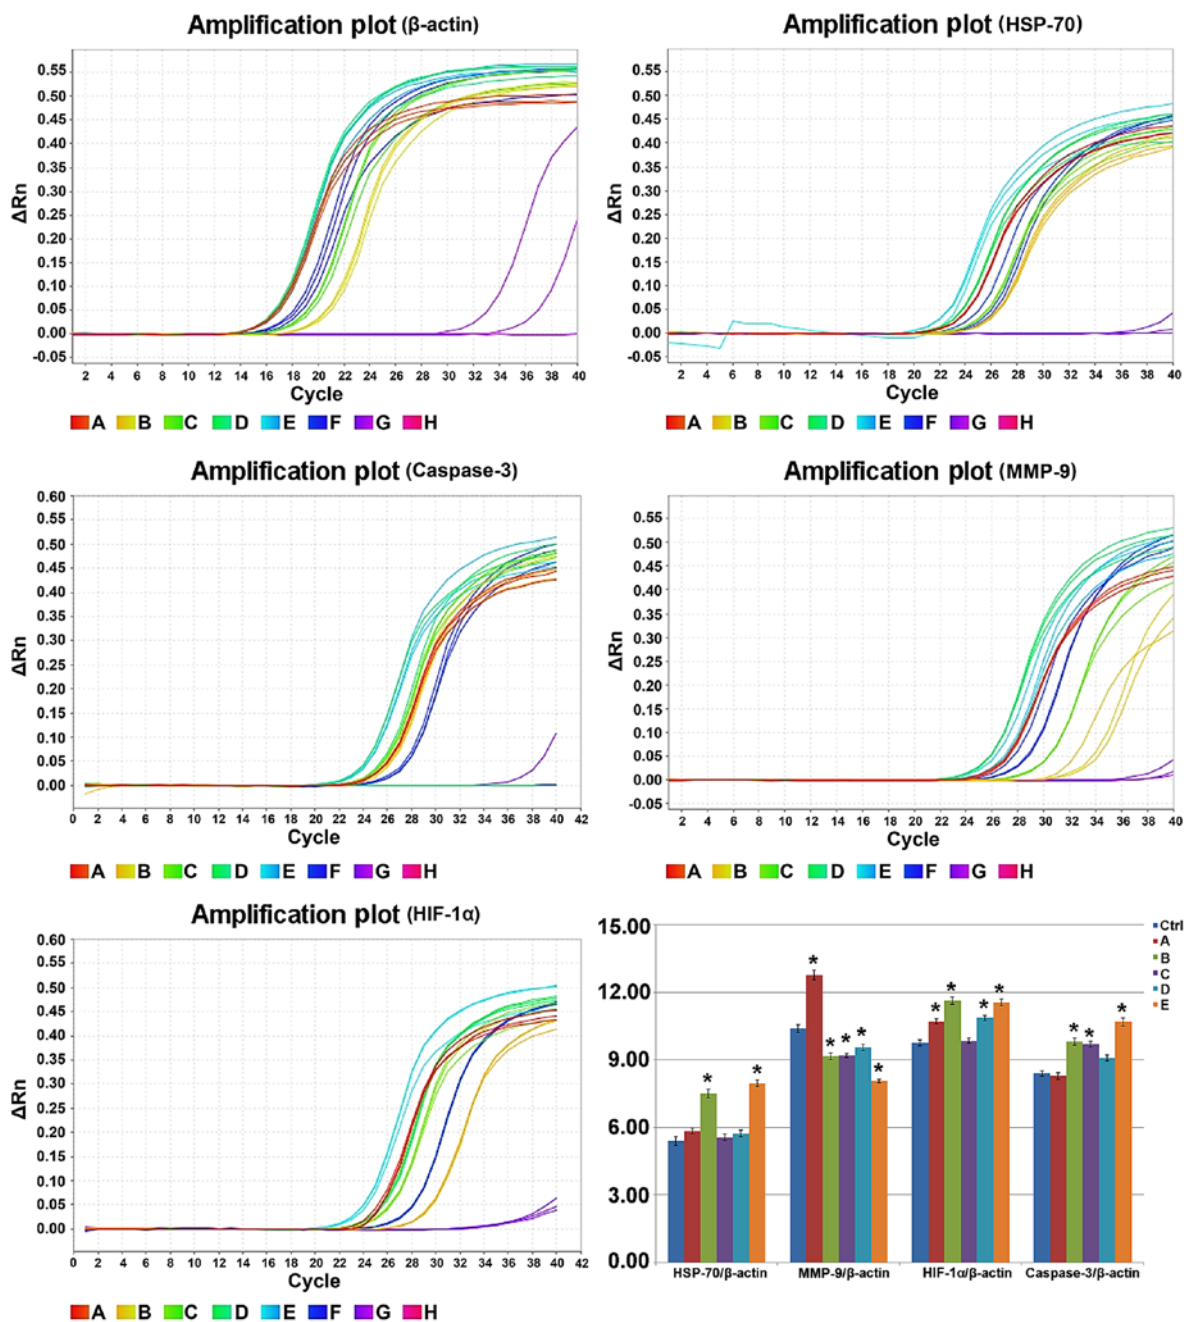 Amplification plot (β-actin)
ΔRn
0.55
0.50
0.45
0.40
0.35
0.30
0.25
0.20
0.15
0.10
0.05
0.00
-0.05
2 4 6 8 10 12 14 16 18 20 22 24 26 28 30 32 34 36 38 40
Cycle
A B C D E F G H
Amplification plot (HSP-70)
ΔRn
0.55
0.50
0.45
0.40
0.35
0.30
0.25
0.20
0.15
0.10
0.05
0.00
-0.05
2 4 6 8 10 12 14 16 18 20 22 24 26 28 30 32 34 36 38 40
Cycle
A B C D E F G H
Amplification plot (Caspase-3)
ΔRn
0.60
0.55
0.50
0.45
0.40
0.35
0.30
0.25
0.20
0.15
0.10
0.05
0.00
0 2 4 6 8 10 12 14 16 18 20 22 24 26 28 30 32 34 36 38 40 42
Cycle
A B C D E F G H
Amplification plot (MMP-9)
ΔRn
0.55
0.50
0.45
0.40
0.35
0.30
0.25
0.20
0.15
0.10
0.05
0.00
-0.05
2 4 6 8 10 12 14 16 18 20 22 24 26 28 30 32 34 36 38 40
Cycle
A B C D E F G H
Amplification plot (HIF-1α)
ΔRn
0.60
0.55
0.50
0.45
0.40
0.35
0.30
0.25
0.20
0.15
0.10
0.05
0.00
0 2 4 6 8 10 12 14 16 18 20 22 24 26 28 30 32 34 36 38 40 42
Cycle
A B C D E F G H
15.00
12.00
9.00
6.00
3.00
0.00
* * * * * * * * * * * * * *
HSP-70/β-actin MMP-9/β-actin HIF-1α/β-actin Caspase-3/β-actin
Ctrl
A
B
C
D
E